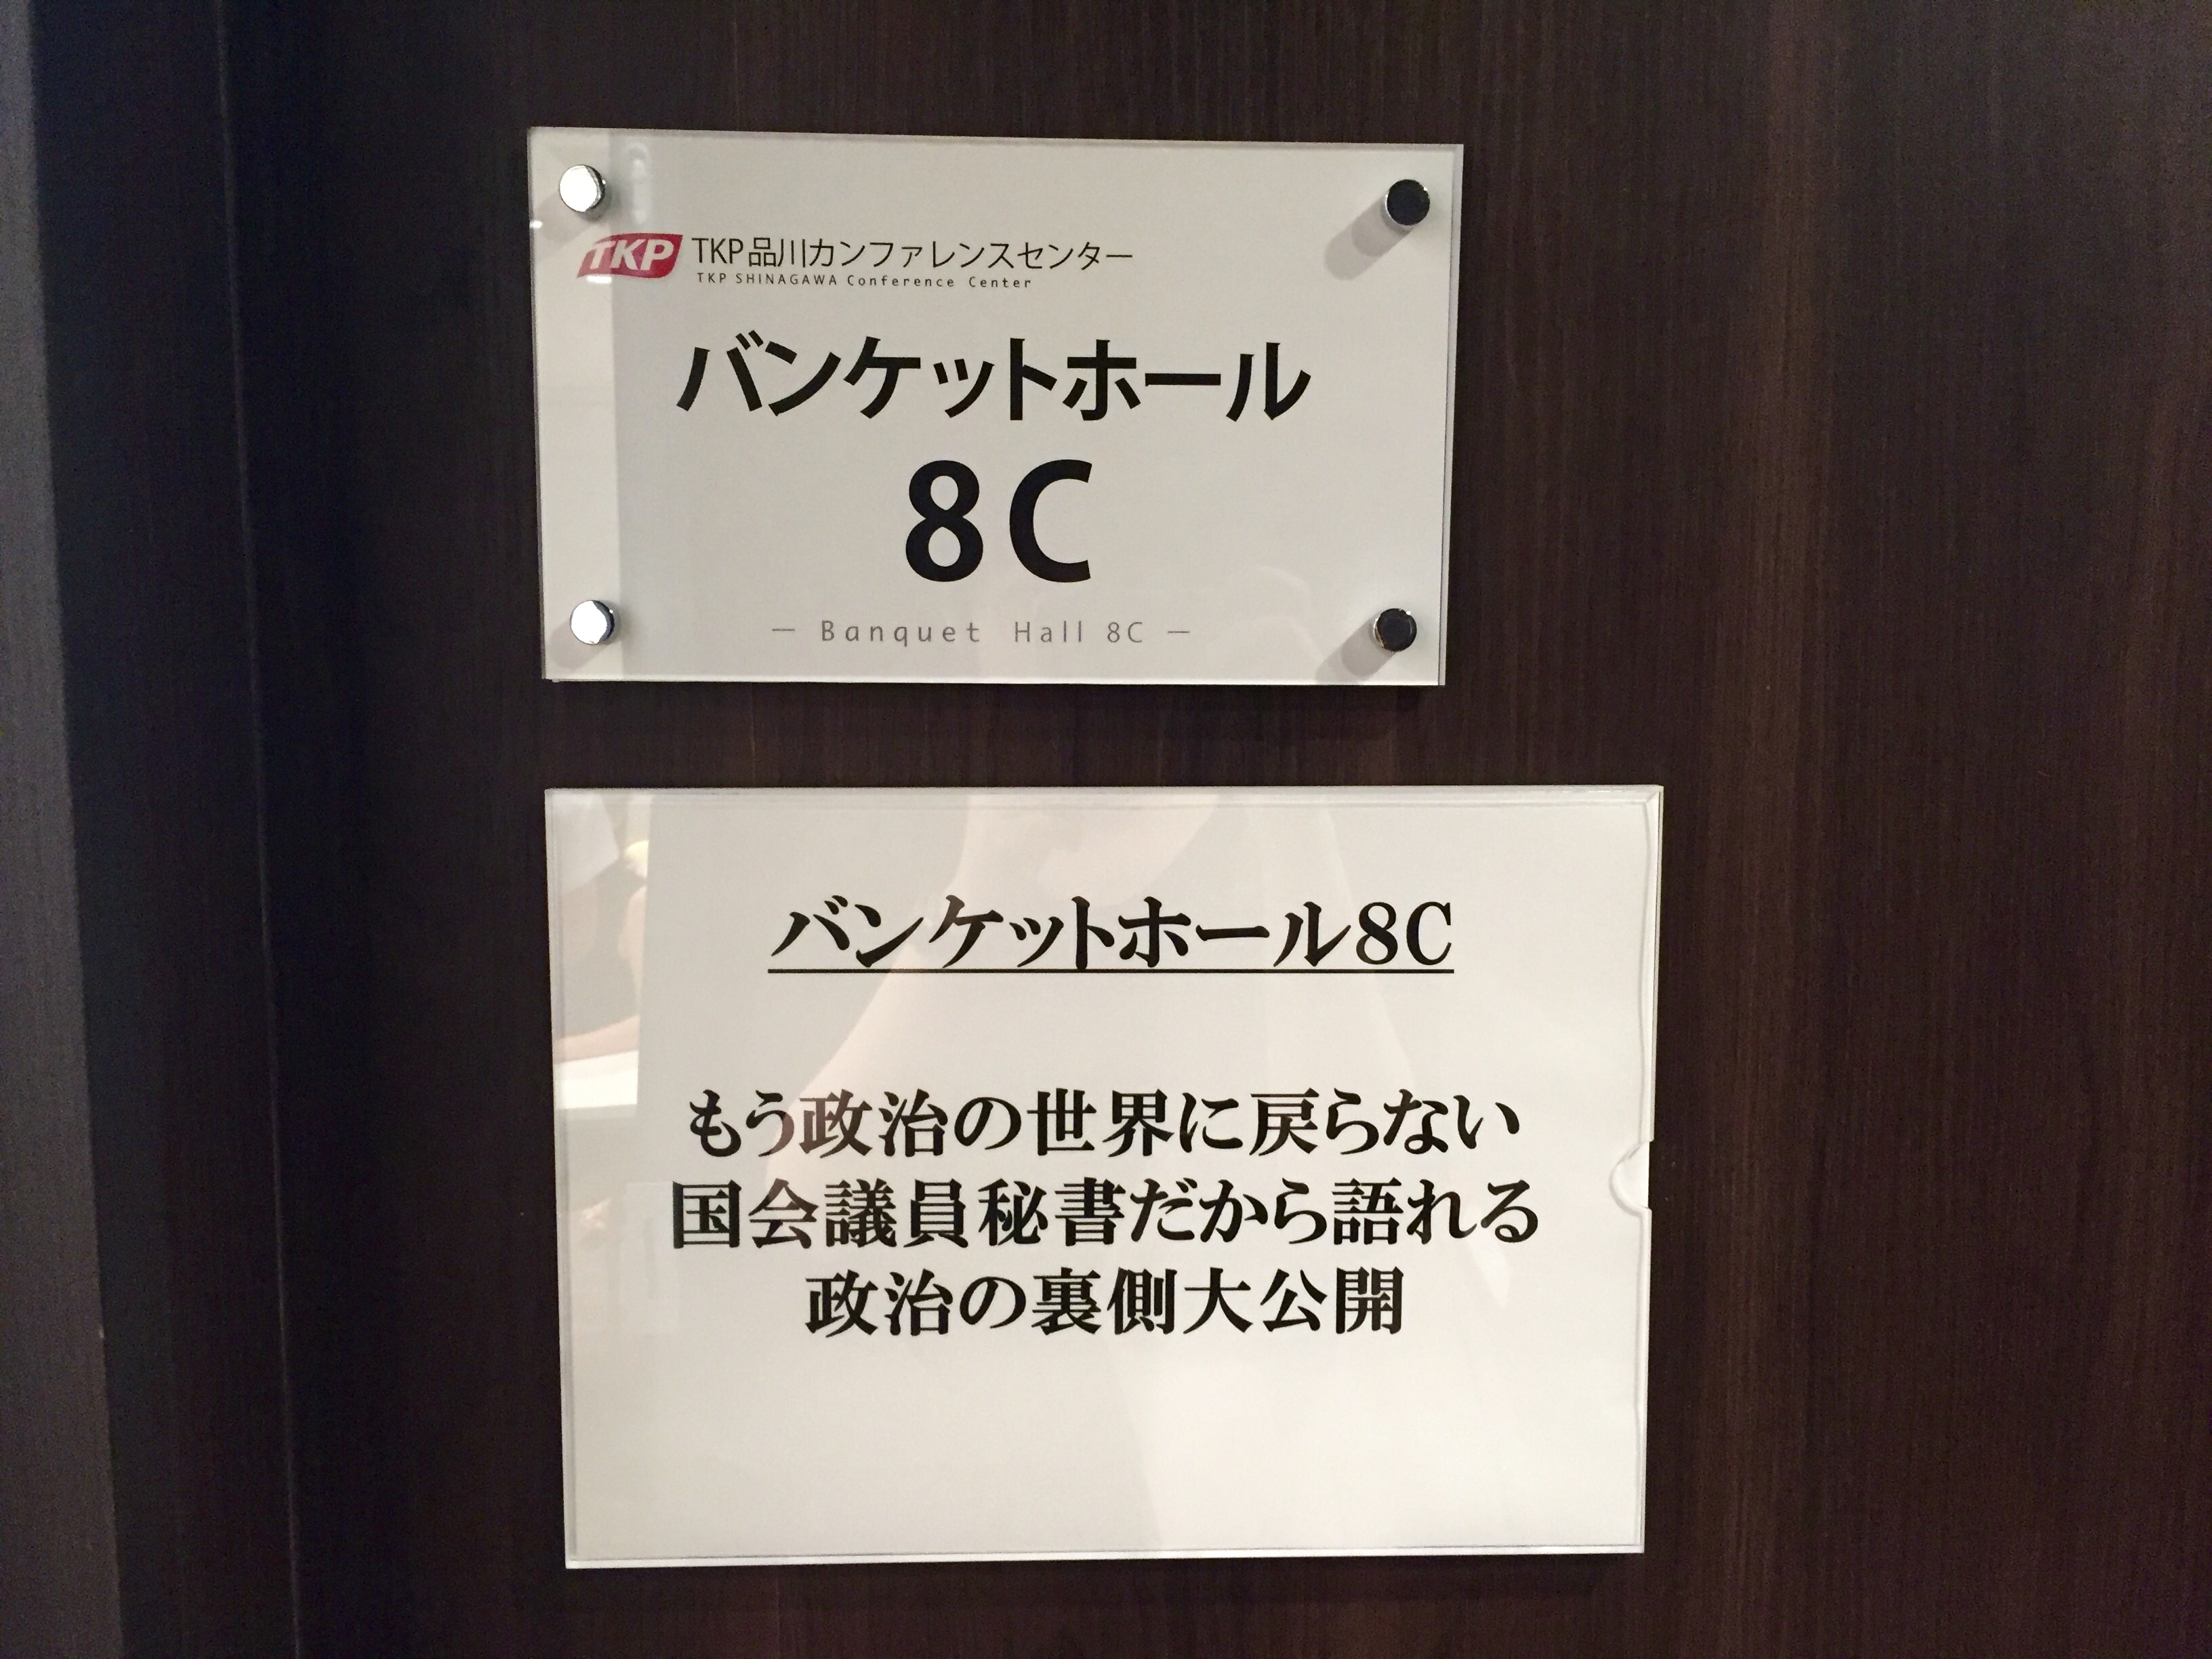 TKP TKP品川カンファレンスセンター
TKP SHINAGAWA Conference Center
バンケットホール
8C
— Banquet Hall 8C —
バンケットホール8C
もう政治の世界に戻らない
国会議員秘書だから語れる
政治の裏側大公開